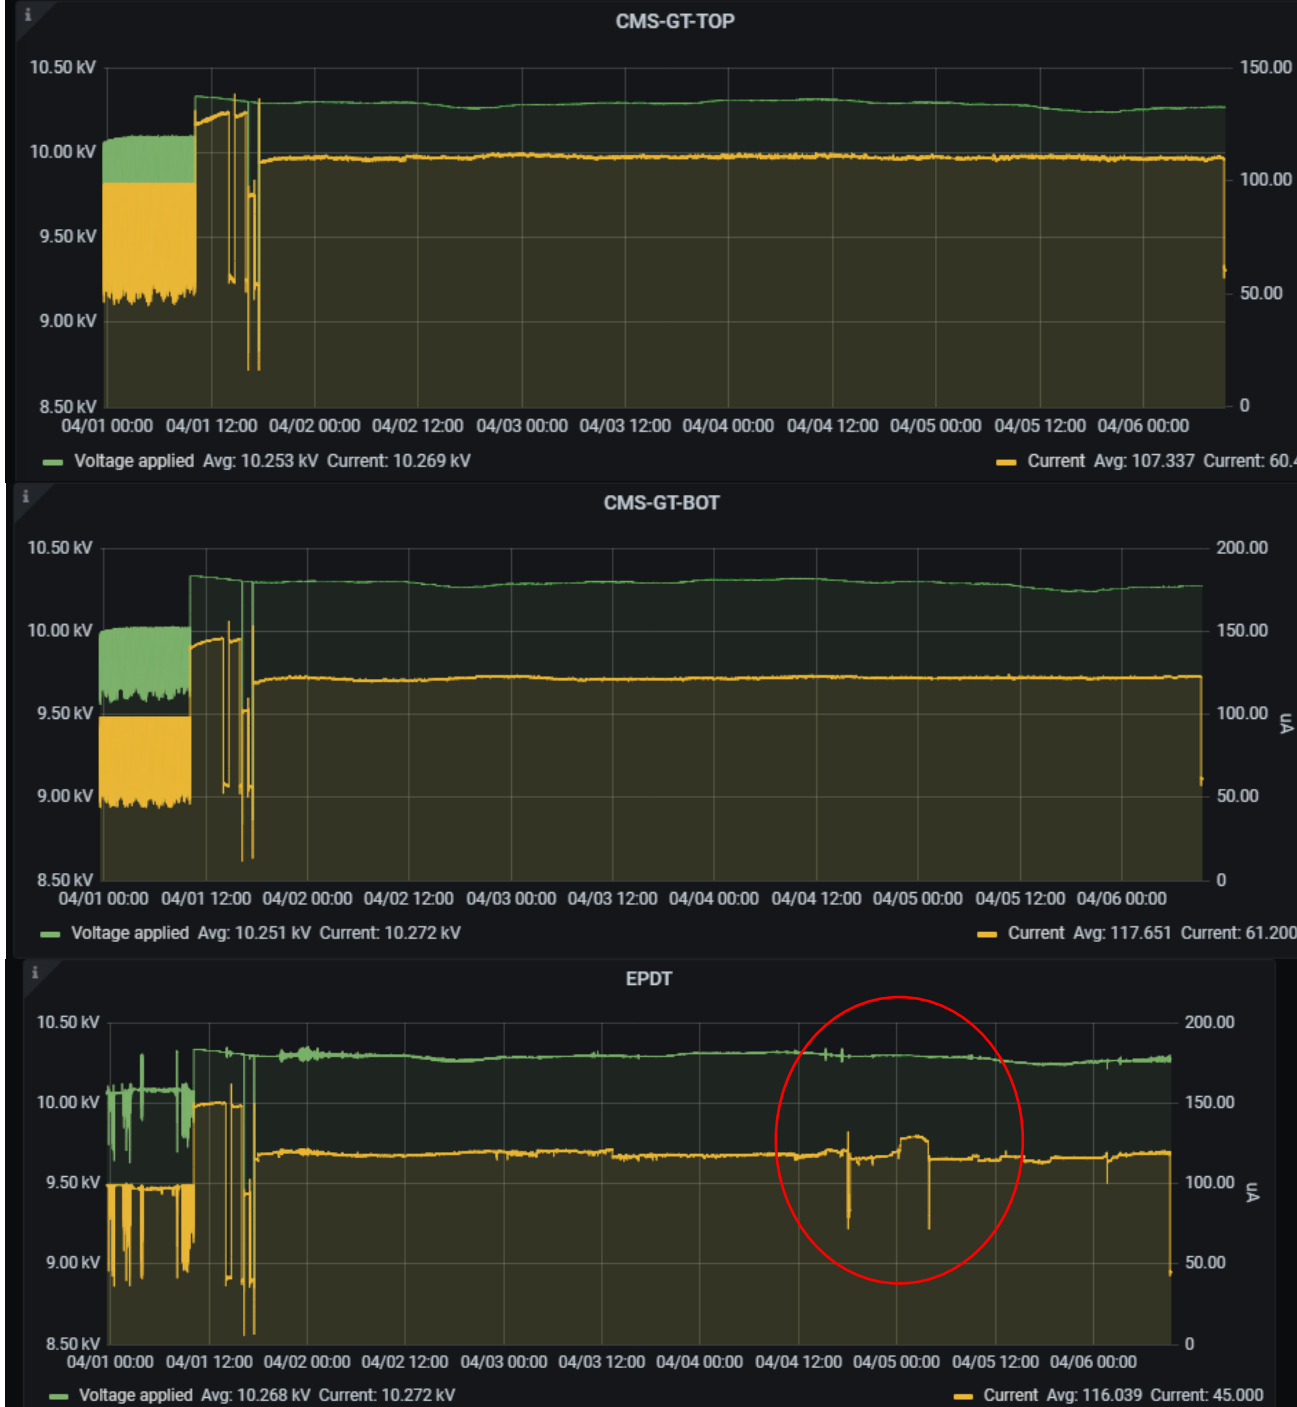 CMS-GT-TOP
10.50 kV 150.00
10.00 kV
100.00
9.50 kV
50.00
9.00 kV
8.50 kV 0
04/01 00:00 04/01 12:00 04/02 00:00 04/02 12:00 04/03 00:00 04/03 12:00 04/04 00:00 04/04 12:00 04/05 00:00 04/05 12:00 04/06 00:00
Voltage applied Avg: 10.253 kV Current: 10.269 kV Current Avg: 107.337 Current: 60.4
CMS-GT-BOT
10.50 kV 200.00
10.00 kV 150.00
9.50 kV 100.00
uA
9.00 kV 50.00
8.50 kV 0
04/01 00:00 04/01 12:00 04/02 00:00 04/02 12:00 04/03 00:00 04/03 12:00 04/04 00:00 04/04 12:00 04/05 00:00 04/05 12:00 04/06 00:00
Voltage applied Avg: 10.251 kV Current: 10.272 kV Current Avg: 117.651 Current: 61.200
EPDT
10.50 kV 200.00
10.00 kV 150.00
9.50 kV 100.00
uA
9.00 kV 50.00
8.50 kV 0
04/01 00:00 04/01 12:00 04/02 00:00 04/02 12:00 04/03 00:00 04/03 12:00 04/04 00:00 04/04 12:00 04/05 00:00 04/05 12:00 04/06 00:00
Voltage applied Avg: 10.268 kV Current: 10.272 kV Current Avg: 116.039 Current: 45.000